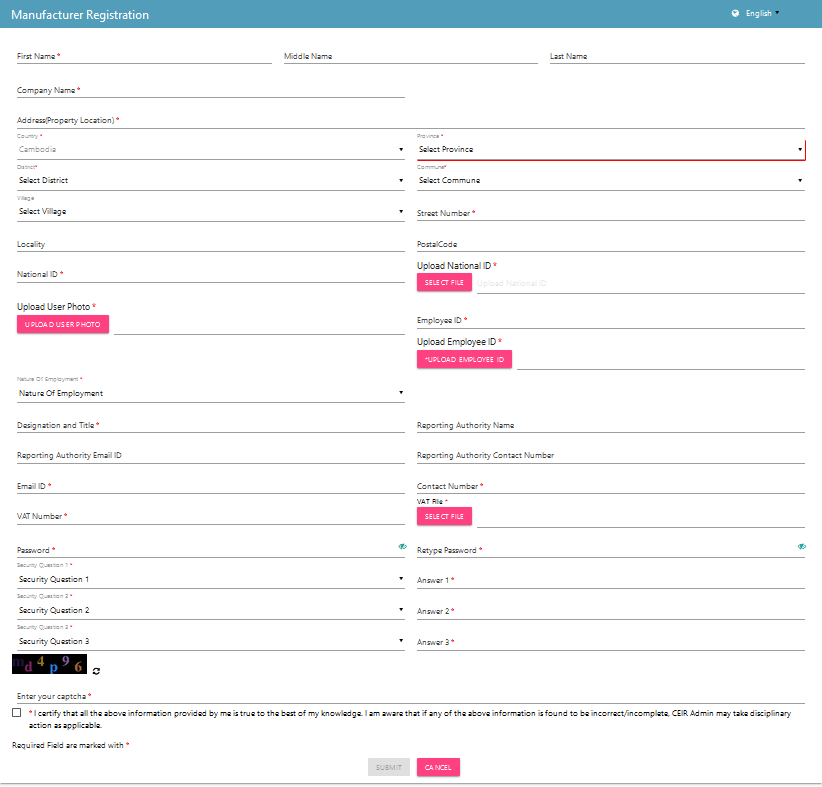 Manufacturer Registration
English
First Name *
Middle Name
Last Name
Company Name *
Address(Property Location) *
Country *
Province *
Cambodia
Select Province
District*
Commune*
Select District
Select Commune
Village
Select Village
Street Number *
Locality
PostalCode
Upload National ID *
National ID *
SELECT FILE
Upload National ID
Upload User Photo *
UPLOAD USER PHOTO
Employee ID *
Upload Employee ID *
*UPLOAD EMPLOYEE ID
Nature Of Employment *
Nature Of Employment
Designation and Title *
Reporting Authority Name
Reporting Authority Email ID
Reporting Authority Contact Number
Email ID *
Contact Number *
VAT File *
VAT Number *
SELECT FILE
Password *
Retype Password *
Security Question 1 *
Security Question 1
Answer 1 *
Security Question 2 *
Security Question 2
Answer 2 *
Security Question 3 *
Security Question 3
Answer 3 *
md4p96
Enter your captcha *
* I certify that all the above information provided by me is true to the best of my knowledge. I am aware that if any of the above information is found to be incorrect/incomplete, CEIR Admin may take disciplinary
action as applicable.
Required Field are marked with *
SUBMIT
CANCEL